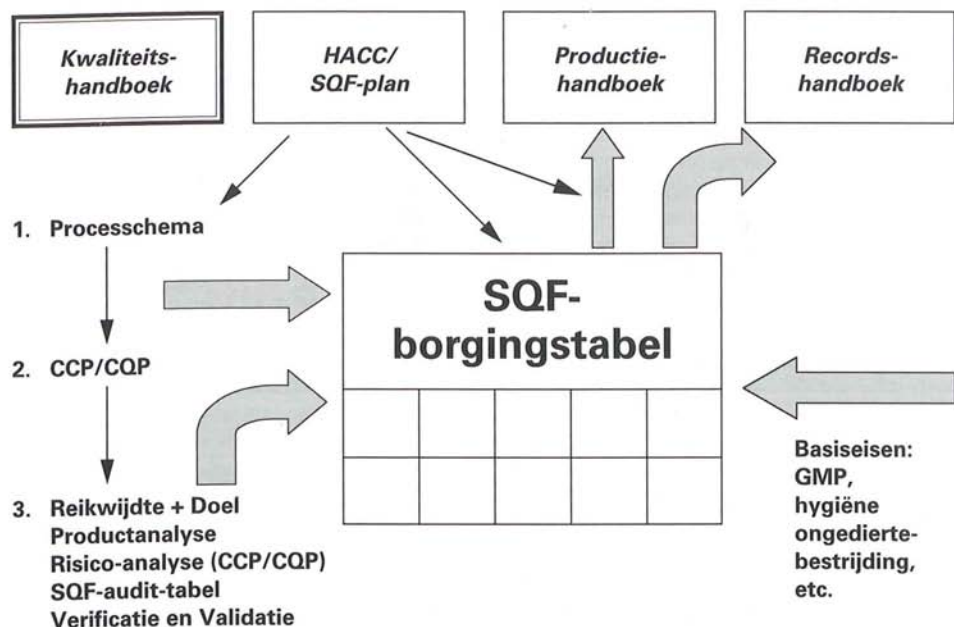 Kwaliteits-
handboek
HACC/
SQF-plan
Productie-
handboek
Records-
handboek
1. Processchema
SQF-
borgingstabel
2. CCP/CQP
3. Reikwijdte + Doel
Productanalyse
Risico-analyse (CCP/CQP)
SQF-audit-tabel
Verificatie en Validatie
Basiseisen:
GMP,
hygiëne
ongedierte-
bestrijding,
etc.